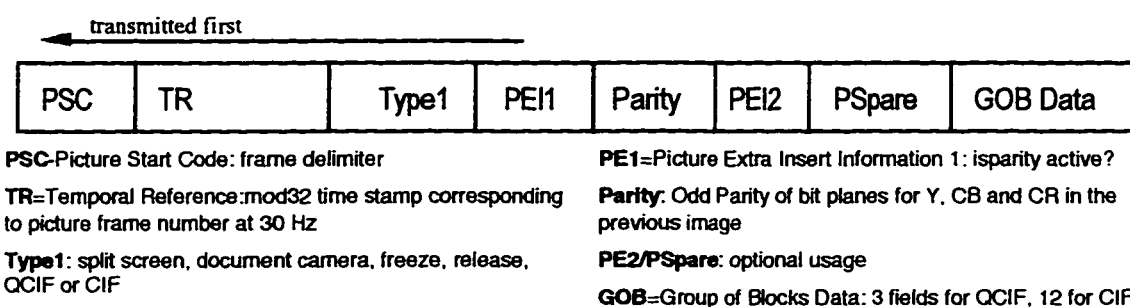 transmitted first
PSC TR Type1 PEI1 Parity PEI2 PSpare GOB Data
PSC-Picture Start Code: frame delimiter
TR=Temporal Reference:mod32 time stamp corresponding
to picture frame number at 30 Hz
Type1: split screen, document camera, freeze, release,
QCIF or CIF
PE1=Picture Extra Insert Information 1: isparity active?
Parity: Odd Parity of bit planes for Y, CB and CR in the
previous image
PE2/PSpare: optional usage
GOB=Group of Blocks Data: 3 fields for QCIF, 12 for CIF